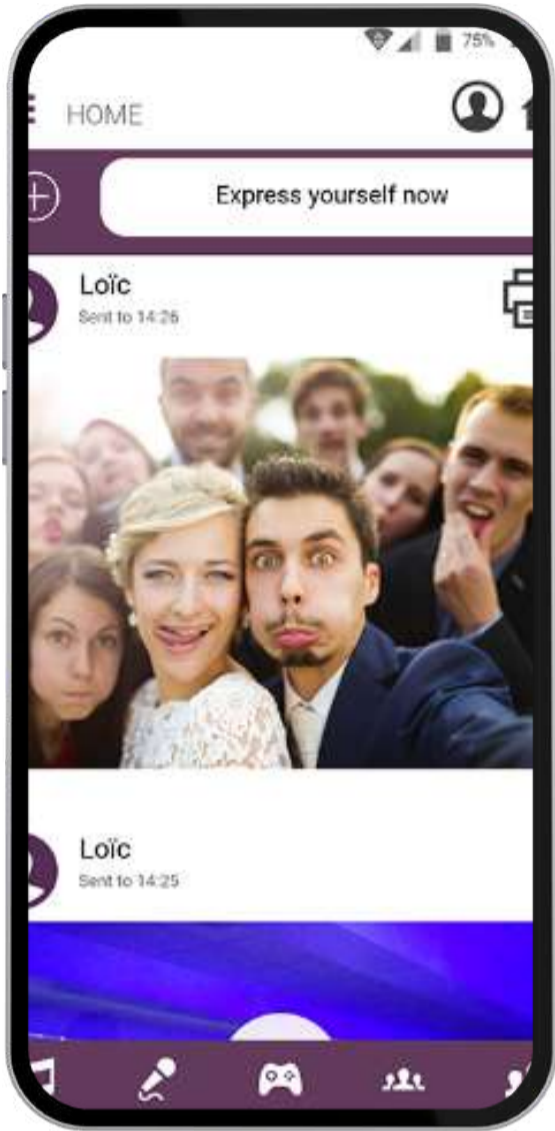 75%
HOME
Express yourself now
Loïc
Sent to 14:26
Loïc
Sent to 14:25